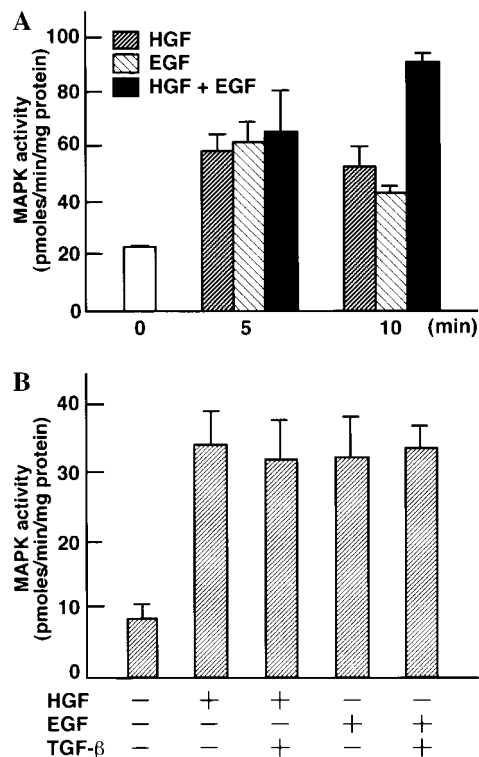 A
MAPK activity
(pmoles/min/mg protein)
100
80
60
40
20
0
HGF
EGF
HGF + EGF
0 5 10 (min)
B
MAPK activity
(pmoles/min/mg protein)
40
30
20
10
0
HGF − + + − −
EGF − − − + +
TGF-β − − + − +